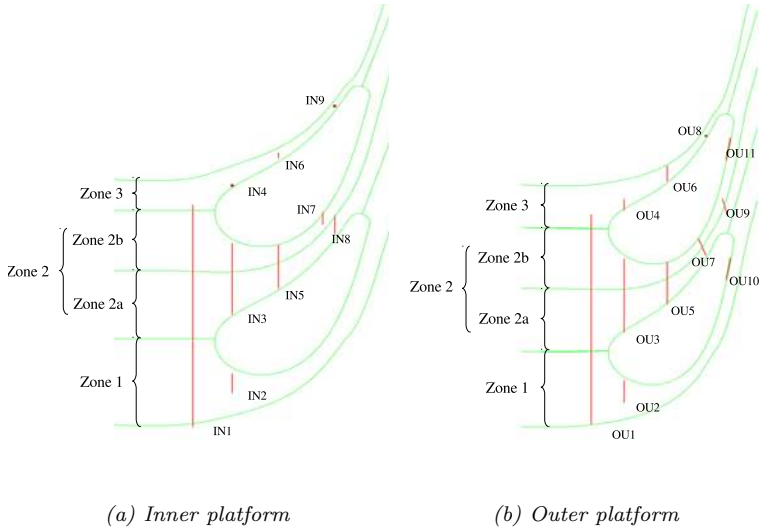 IN9
IN6
IN4
Zone 3
IN7
Zone 2b
IN8
Zone 2
IN5
Zone 2a
IN3
Zone 1
IN2
IN1
(a) Inner platform
OU8
OU11
OU6
Zone 3
OU4
OU9
Zone 2b
OU7
OU10
Zone 2
OU5
Zone 2a
OU3
Zone 1
OU2
OU1
(b) Outer platform